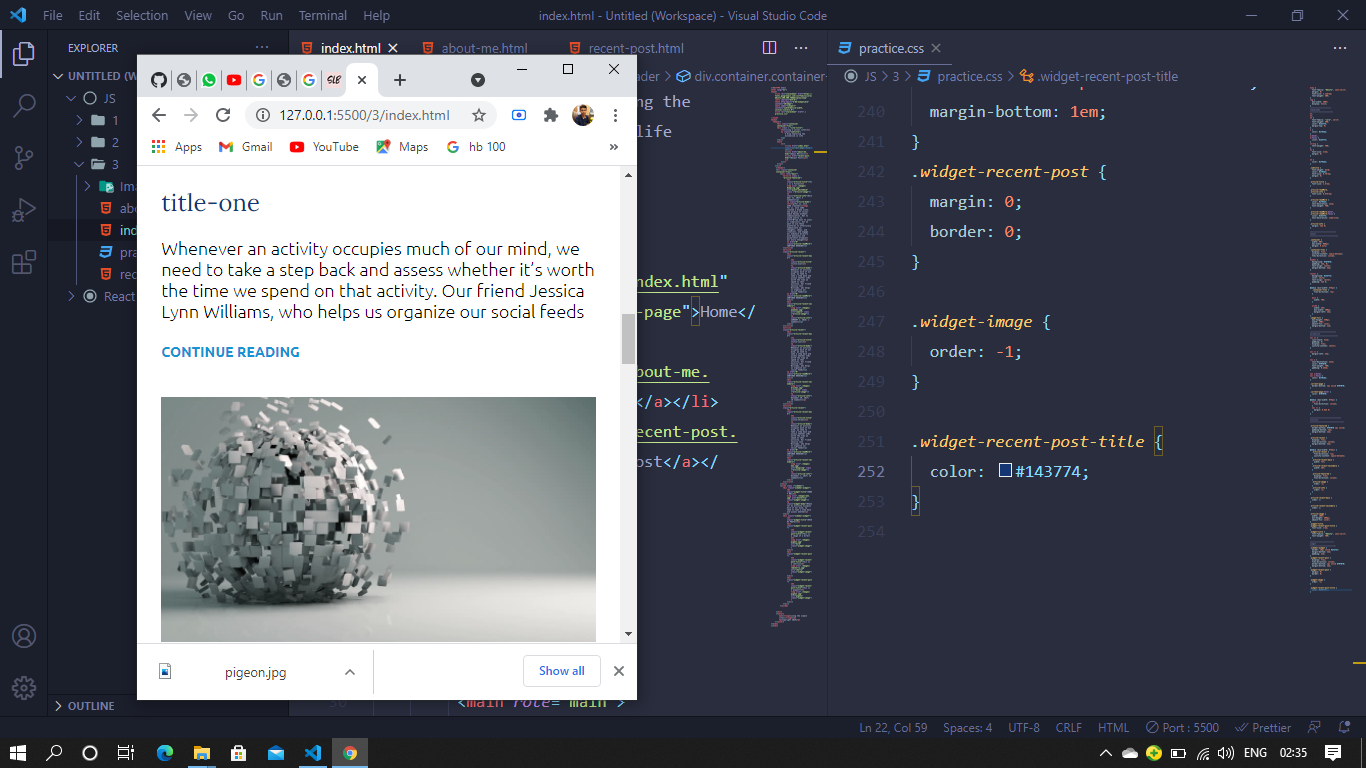 File Edit Selection View Go Run Terminal Help
index.html - Untitled (Workspace) - Visual Studio Code
EXPLORER
index.html
about-me.html
recent-post.html
practice.css
UNTITLED (W
JS
1
2
3
Ima
abo
ind
pra
rec
React
OUTLINE
127.0.0.1:5500/3/index.html
Apps Gmail YouTube Maps hb 100 »
title-one
Whenever an activity occupies much of our mind, we
need to take a step back and assess whether it's worth
the time we spend on that activity. Our friend Jessica
Lynn Williams, who helps us organize our social feeds
CONTINUE READING
pigeon.jpg
Show all
ader > div.container.container-
ng the
life
ndex.html"
-page">Home</
bout-me.
</a></li>
ecent-post.
ost</a></
50 <main role="main">
JS > 3 > practice.css > .widget-recent-post-title
240 margin-bottom: 1em;
241 }
242 .widget-recent-post {
243 margin: 0;
244 border: 0;
245 }
246
247 .widget-image {
248 order: -1;
249 }
250
251 .widget-recent-post-title {
252 color: #143774;
253 }
254
Ln 22, Col 59 Spaces: 4 UTF-8 CRLF HTML Port : 5500 Prettier
ENG 02:35